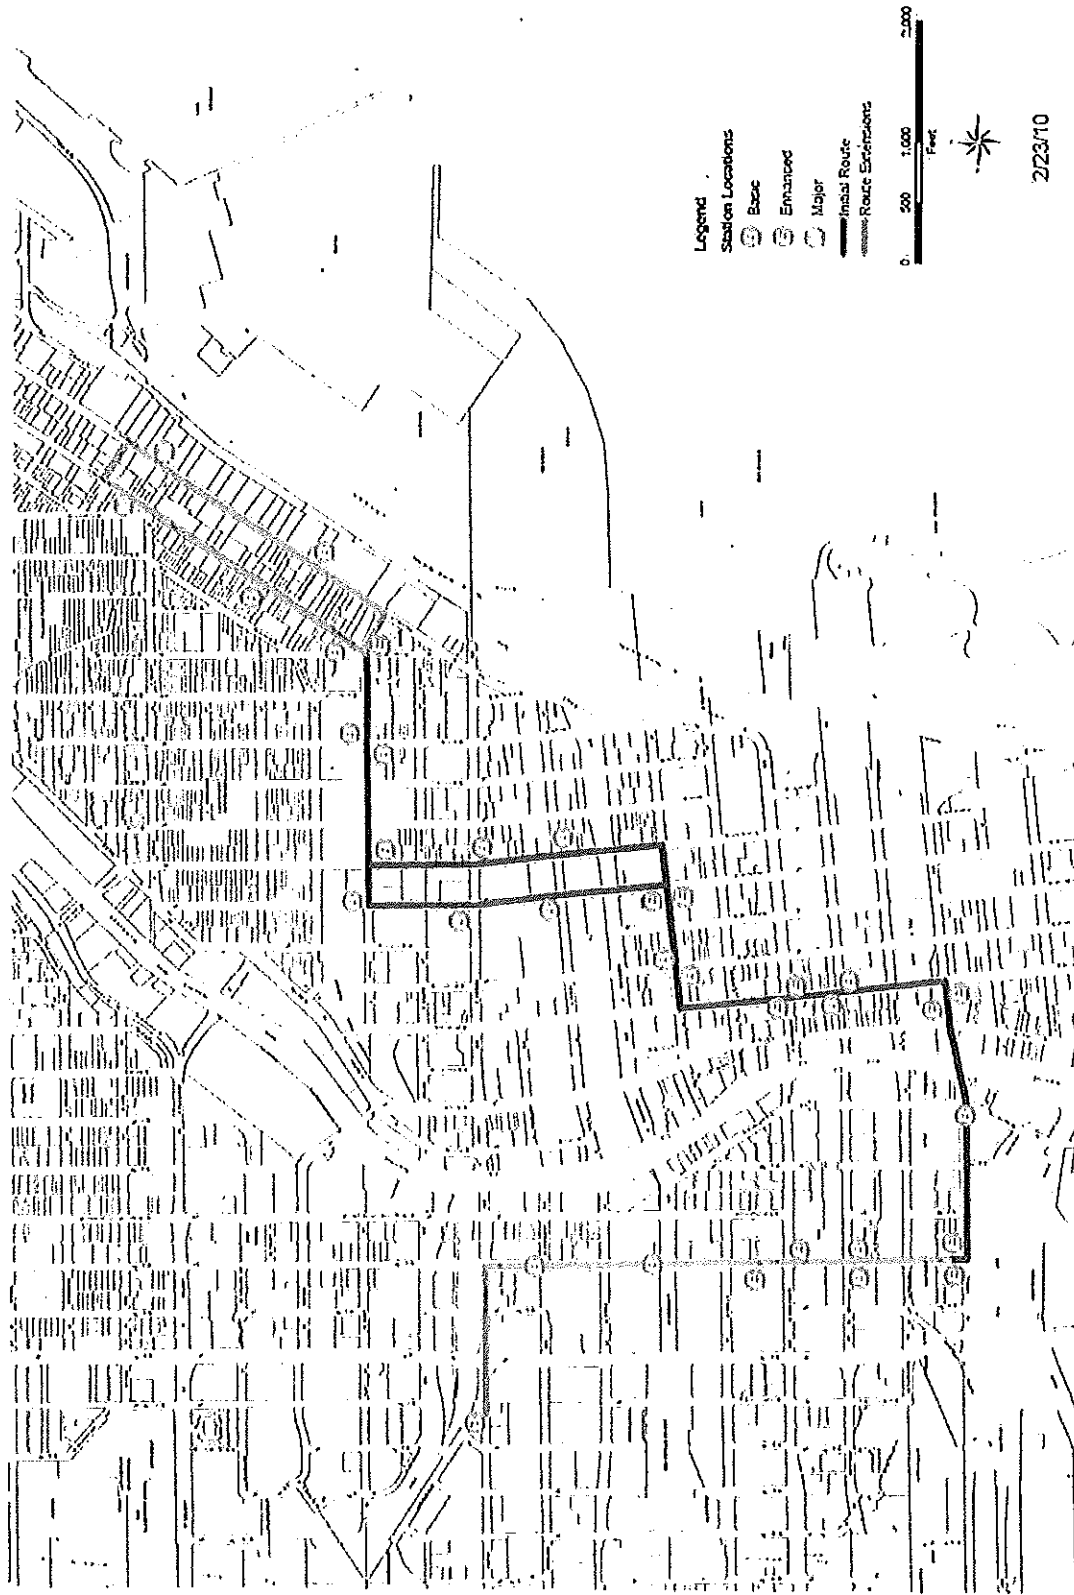 Legend
Station Locations
Basic
Enhanced
Major
Initial Route
Route Extensions
0 500 1,000 2,000
Feet
2/23/10